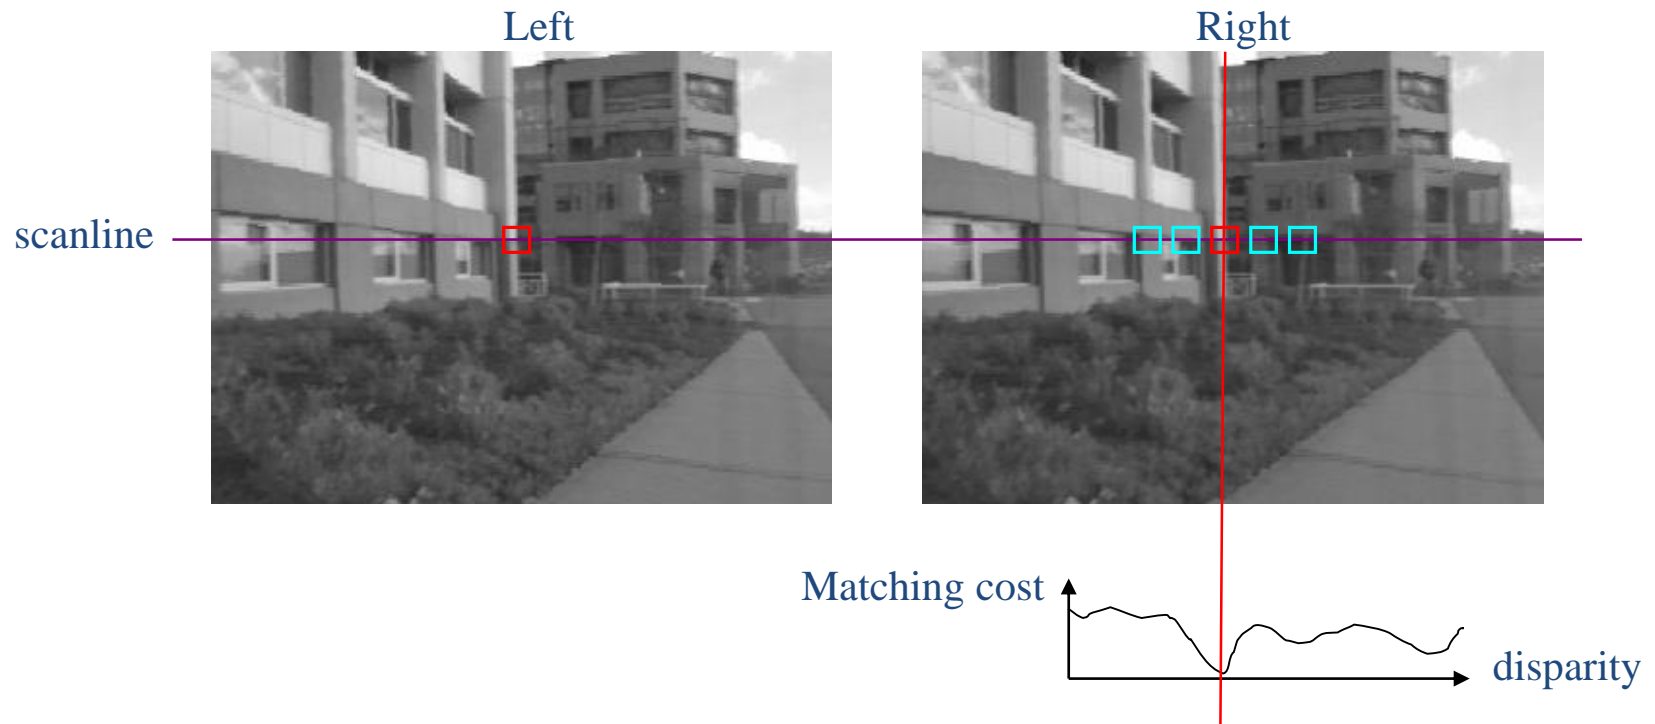 Left
Right
scanline
Matching cost
disparity